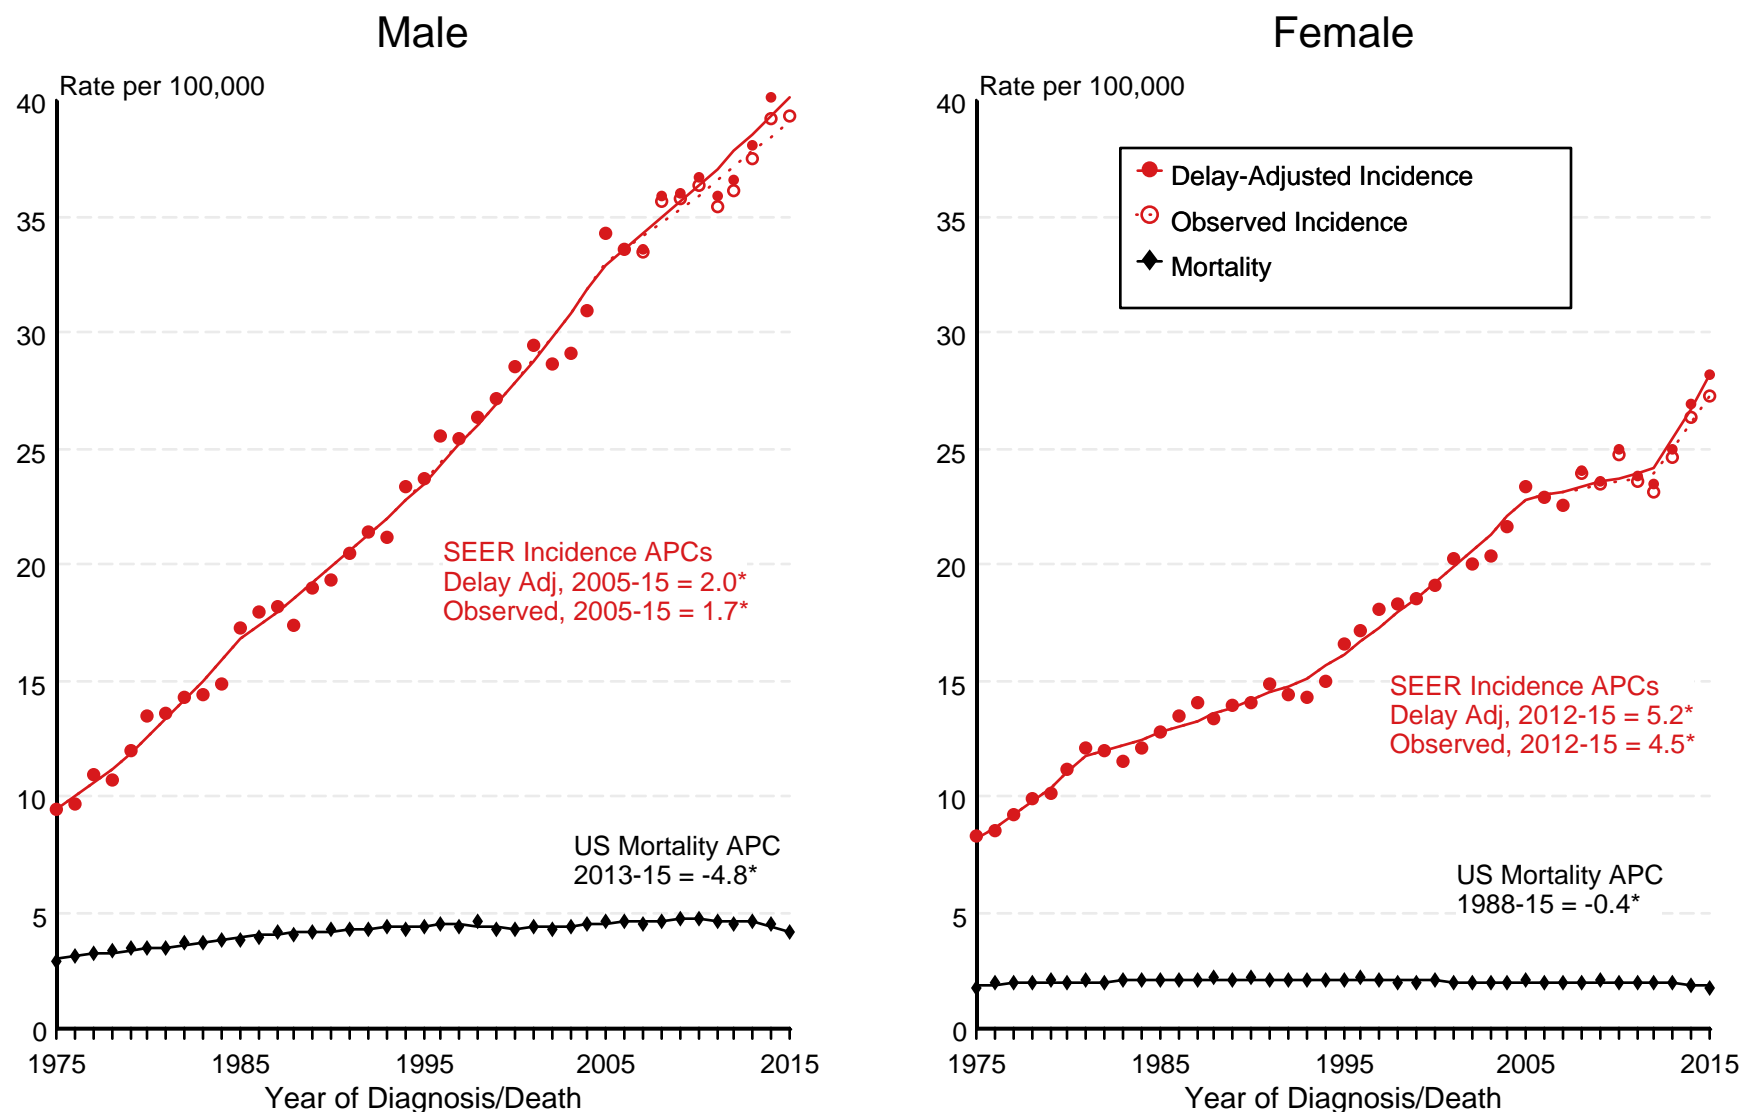 Male
Rate per 100,000
40
35
30
25
20
15
10
5
0
SEER Incidence APCs
Delay Adj, 2005-15 = 2.0*
Observed, 2005-15 = 1.7*
US Mortality APC
2013-15 = -4.8*
1975
1985
1995
2005
2015
Year of Diagnosis/Death
Female
Rate per 100,000
40
35
30
25
20
15
10
5
0
Delay-Adjusted Incidence
Observed Incidence
Mortality
SEER Incidence APCs
Delay Adj, 2012-15 = 5.2*
Observed, 2012-15 = 4.5*
US Mortality APC
1988-15 = -0.4*
1975
1985
1995
2005
2015
Year of Diagnosis/Death